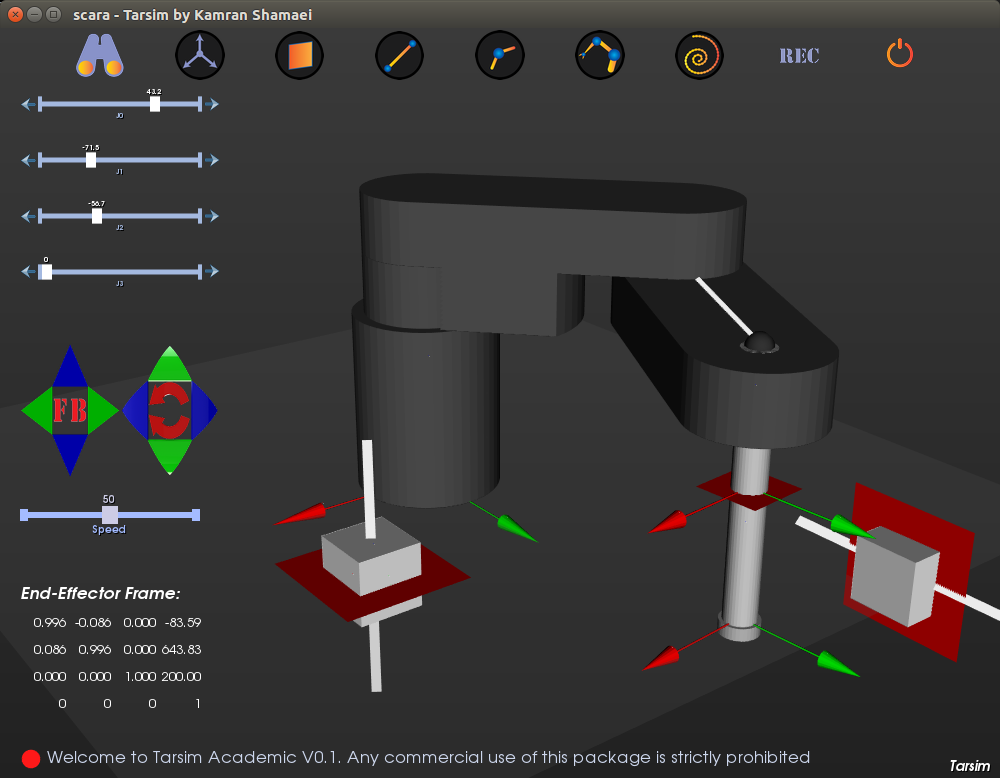 scara - Tarsim by Kamran Shamaei
REC
43.2
J0
-71.5
J1
-56.7
J2
0
J3
FB
50
Speed
End-Effector Frame:
0.996 -0.086 0.000 -83.59
0.086 0.996 0.000 643.83
0.000 0.000 1.000 200.00
0 0 0 1
Welcome to Tarsim Academic V0.1. Any commercial use of this package is strictly prohibited
Tarsim